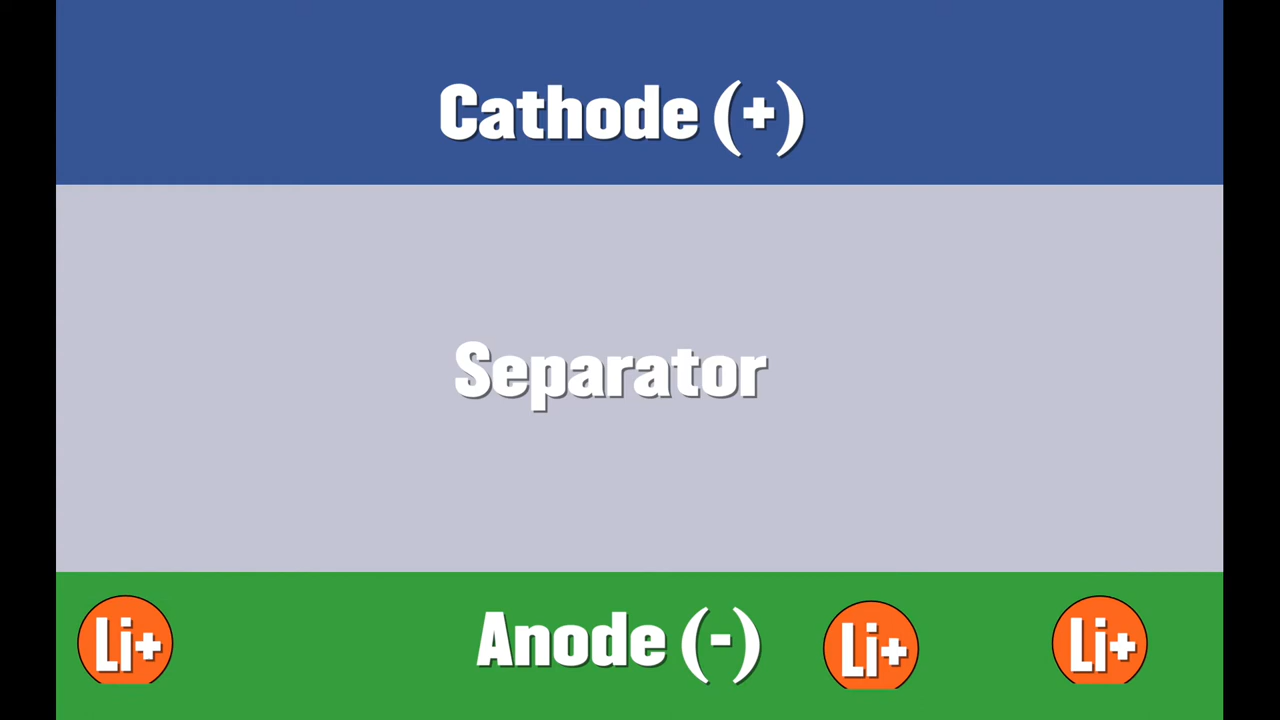 Cathode (+)
Separator
Li+ Anode (-) Li+ Li+